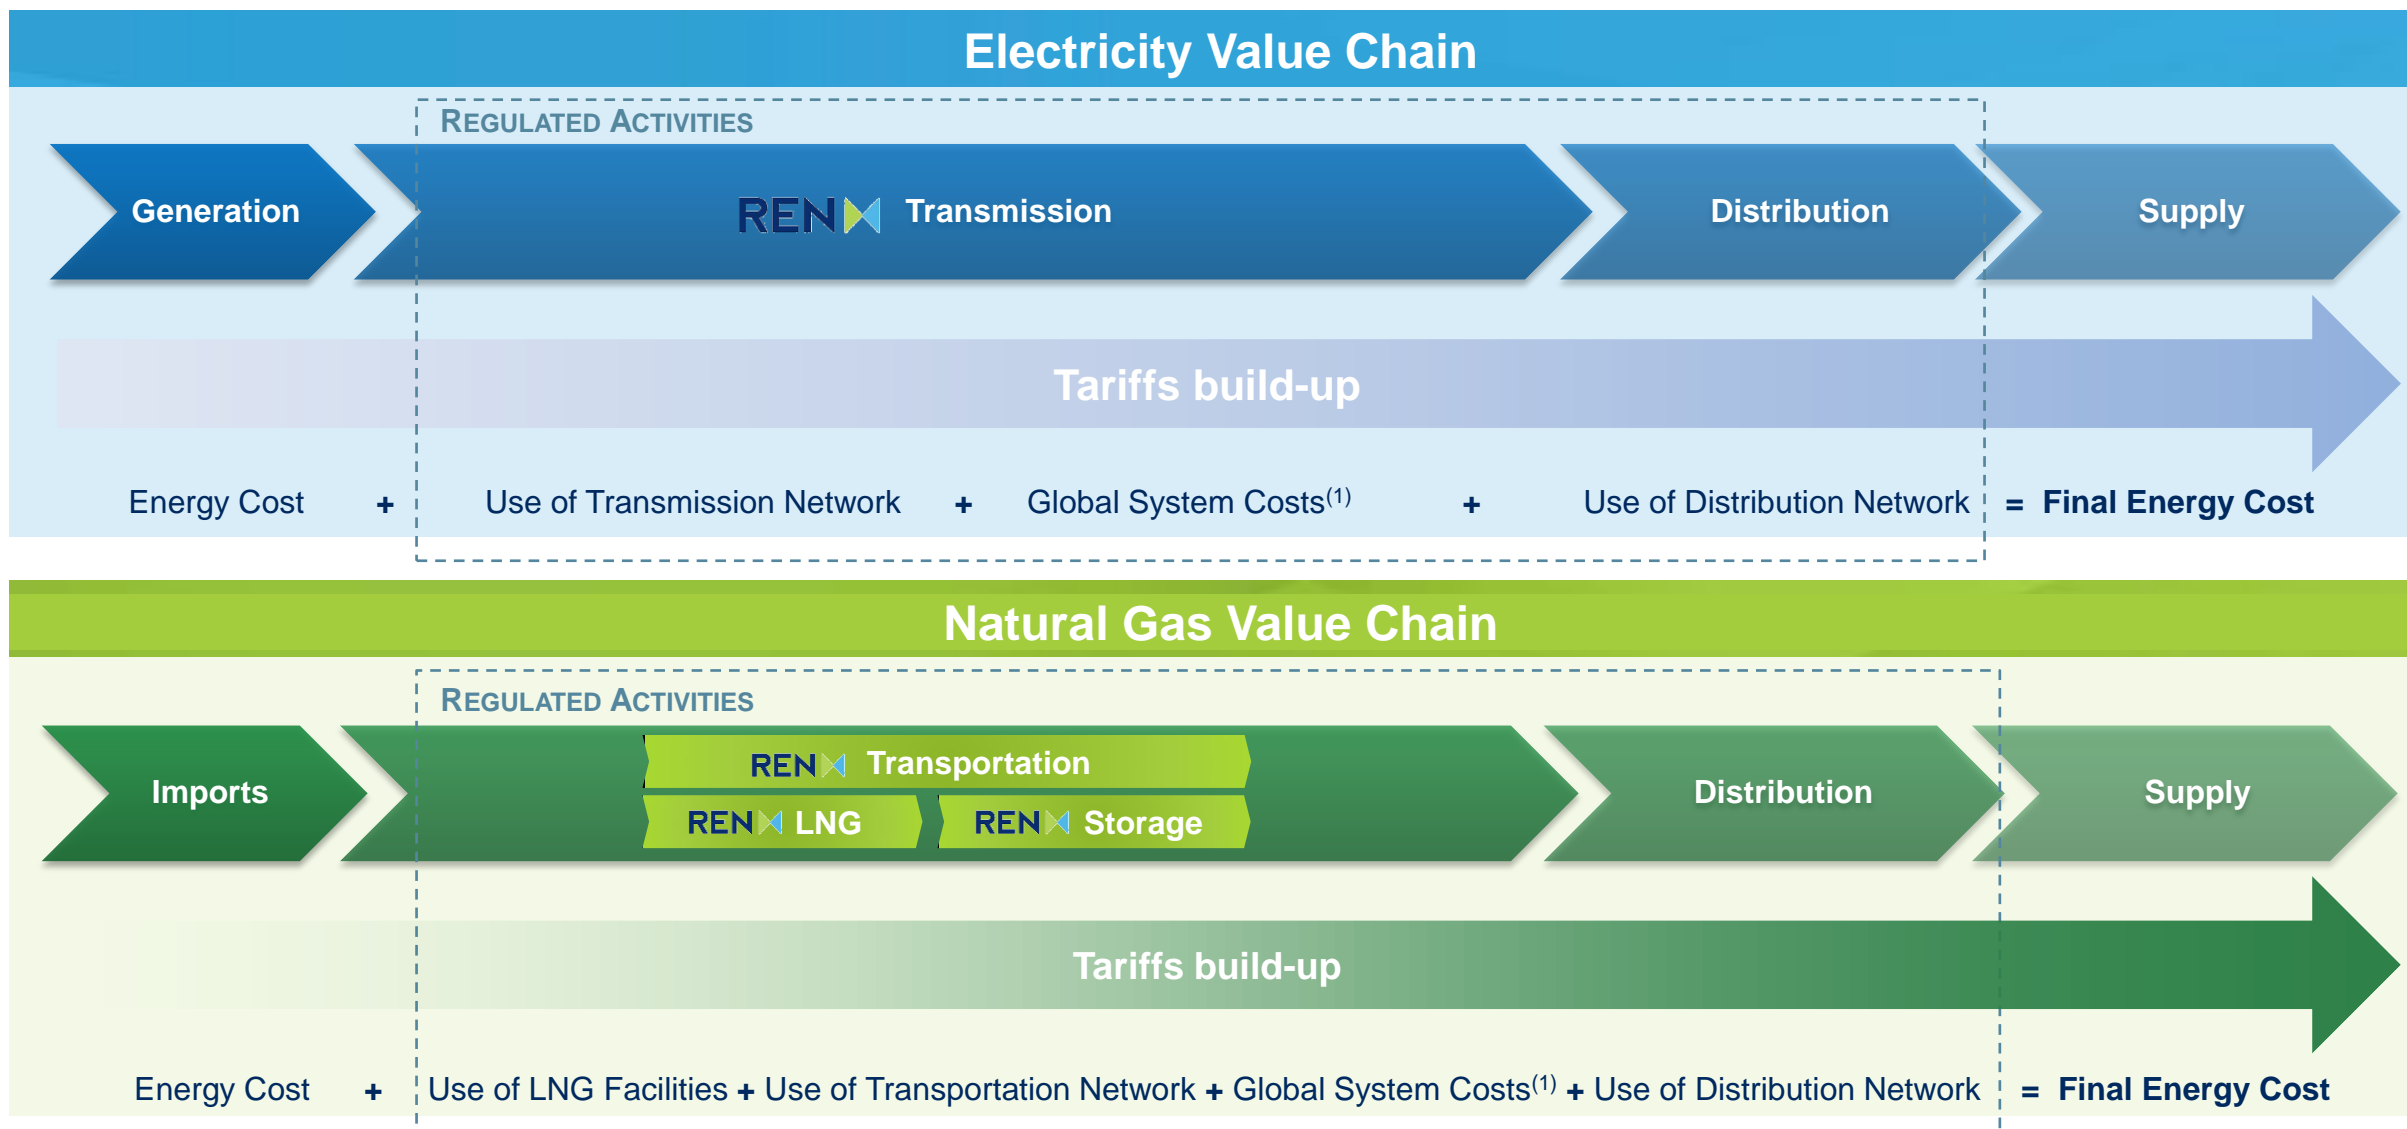 Electricity Value Chain
REGULATED ACTIVITIES
Generation
REN Transmission
Distribution
Supply
Tariffs build-up
Energy Cost + Use of Transmission Network + Global System Costs(1) + Use of Distribution Network = Final Energy Cost
Natural Gas Value Chain
REGULATED ACTIVITIES
Imports
REN Transportation
REN LNG
REN Storage
Distribution
Supply
Tariffs build-up
Energy Cost + Use of LNG Facilities + Use of Transportation Network + Global System Costs(1) + Use of Distribution Network = Final Energy Cost